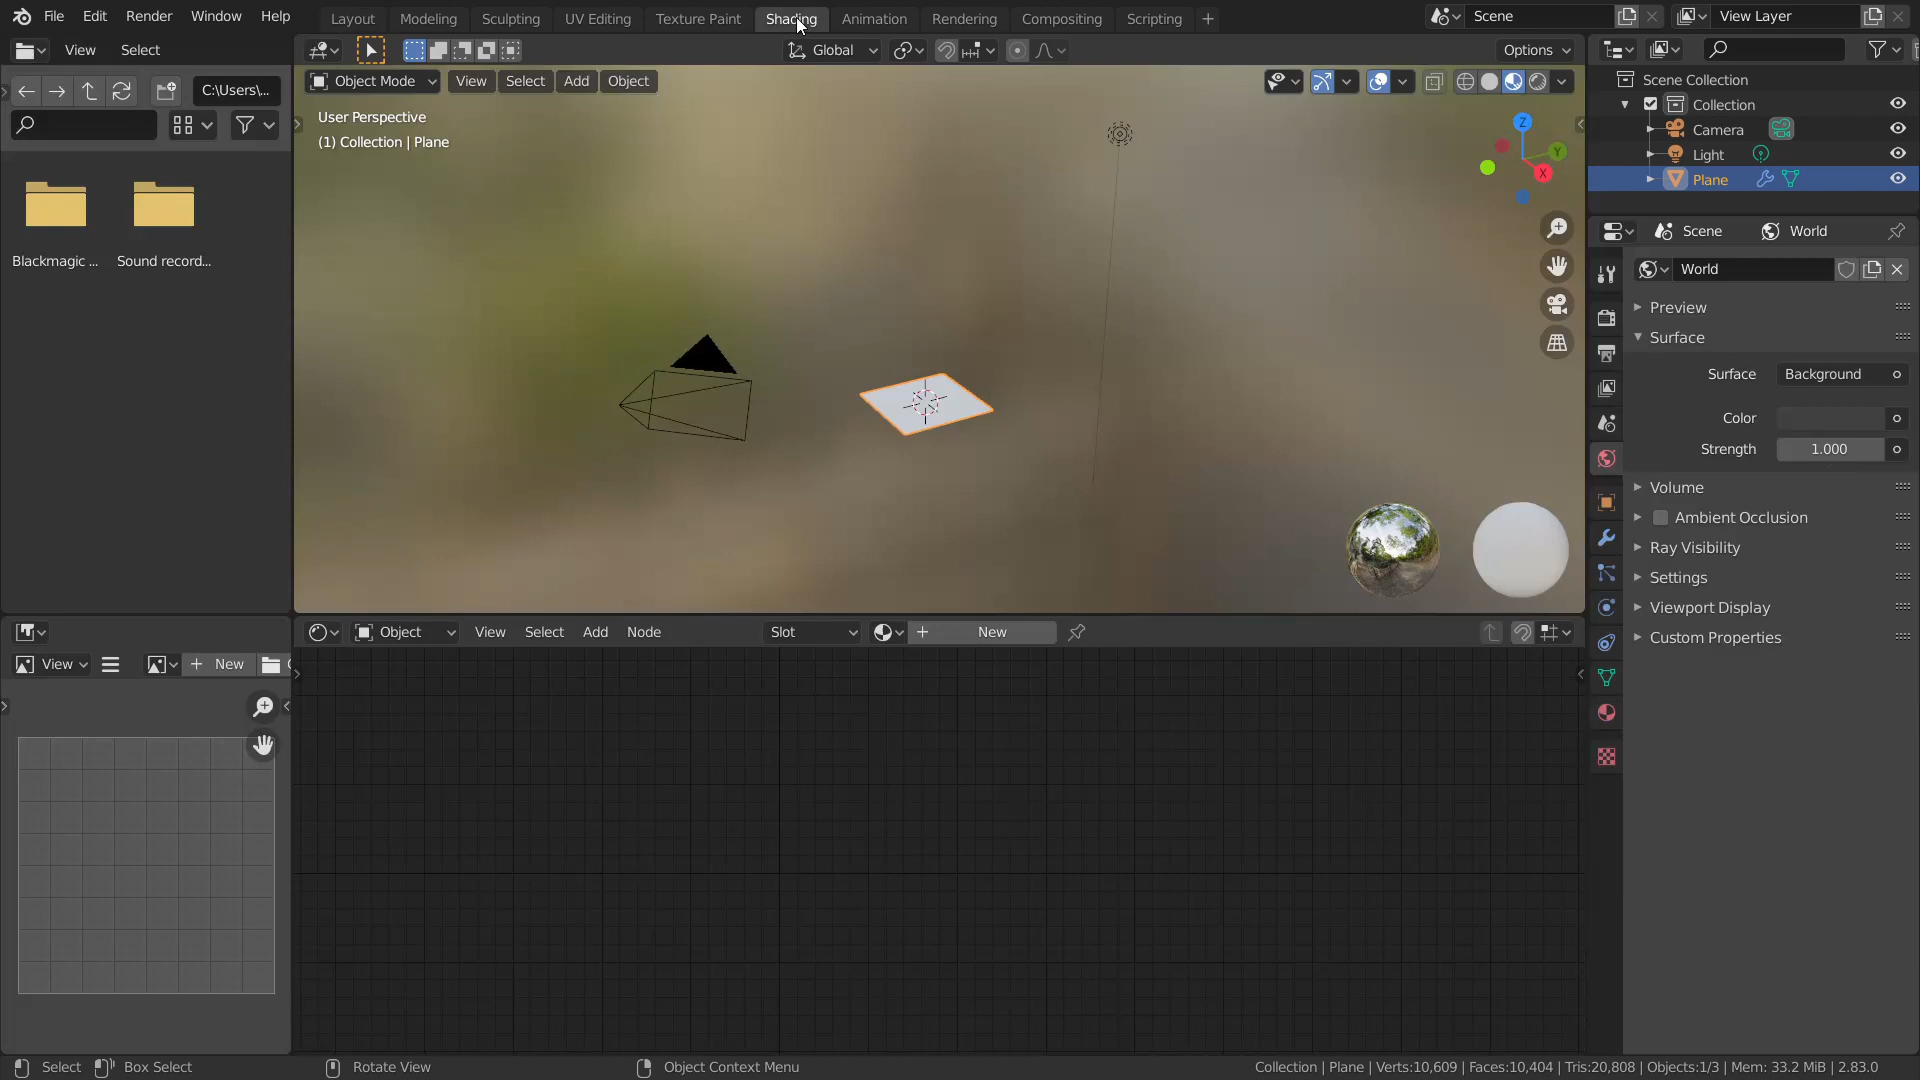 File Edit Render Window Help Layout Modeling Sculpting UV Editing Texture Paint Shading Animation Rendering Compositing Scripting + Scene View Layer
View Select Global Options
C:\Users\...
Object Mode View Select Add Object
User Perspective
(1) Collection | Plane
Z
Y
X
Blackmagic ... Sound record...
Scene Collection
Collection
Camera
Light
Plane
Scene World
World
Preview
Surface
Surface Background
Color
Strength 1.000
Volume
Ambient Occlusion
Ray Visibility
Settings
Viewport Display
Custom Properties
Object View Select Add Node Slot + New
View + New
Select Box Select Rotate View Object Context Menu Collection | Plane | Verts:10,609 | Faces:10,404 | Tris:20,808 | Objects:1/3 | Mem: 33.2 MiB | 2.83.0